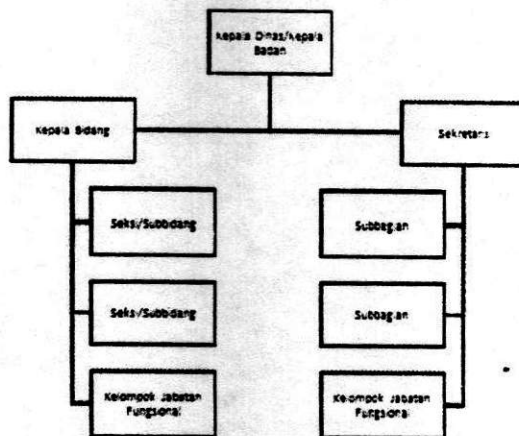 Kepala Dinas/Kepala
Badan
Kepala Bidang
Sekretaris
Seksi/Subbidang
Subbagian
Seksi/Subbidang
Subbagian
Kelompok Jabatan
Fungsional
Kelompok Jabatan
Fungsional